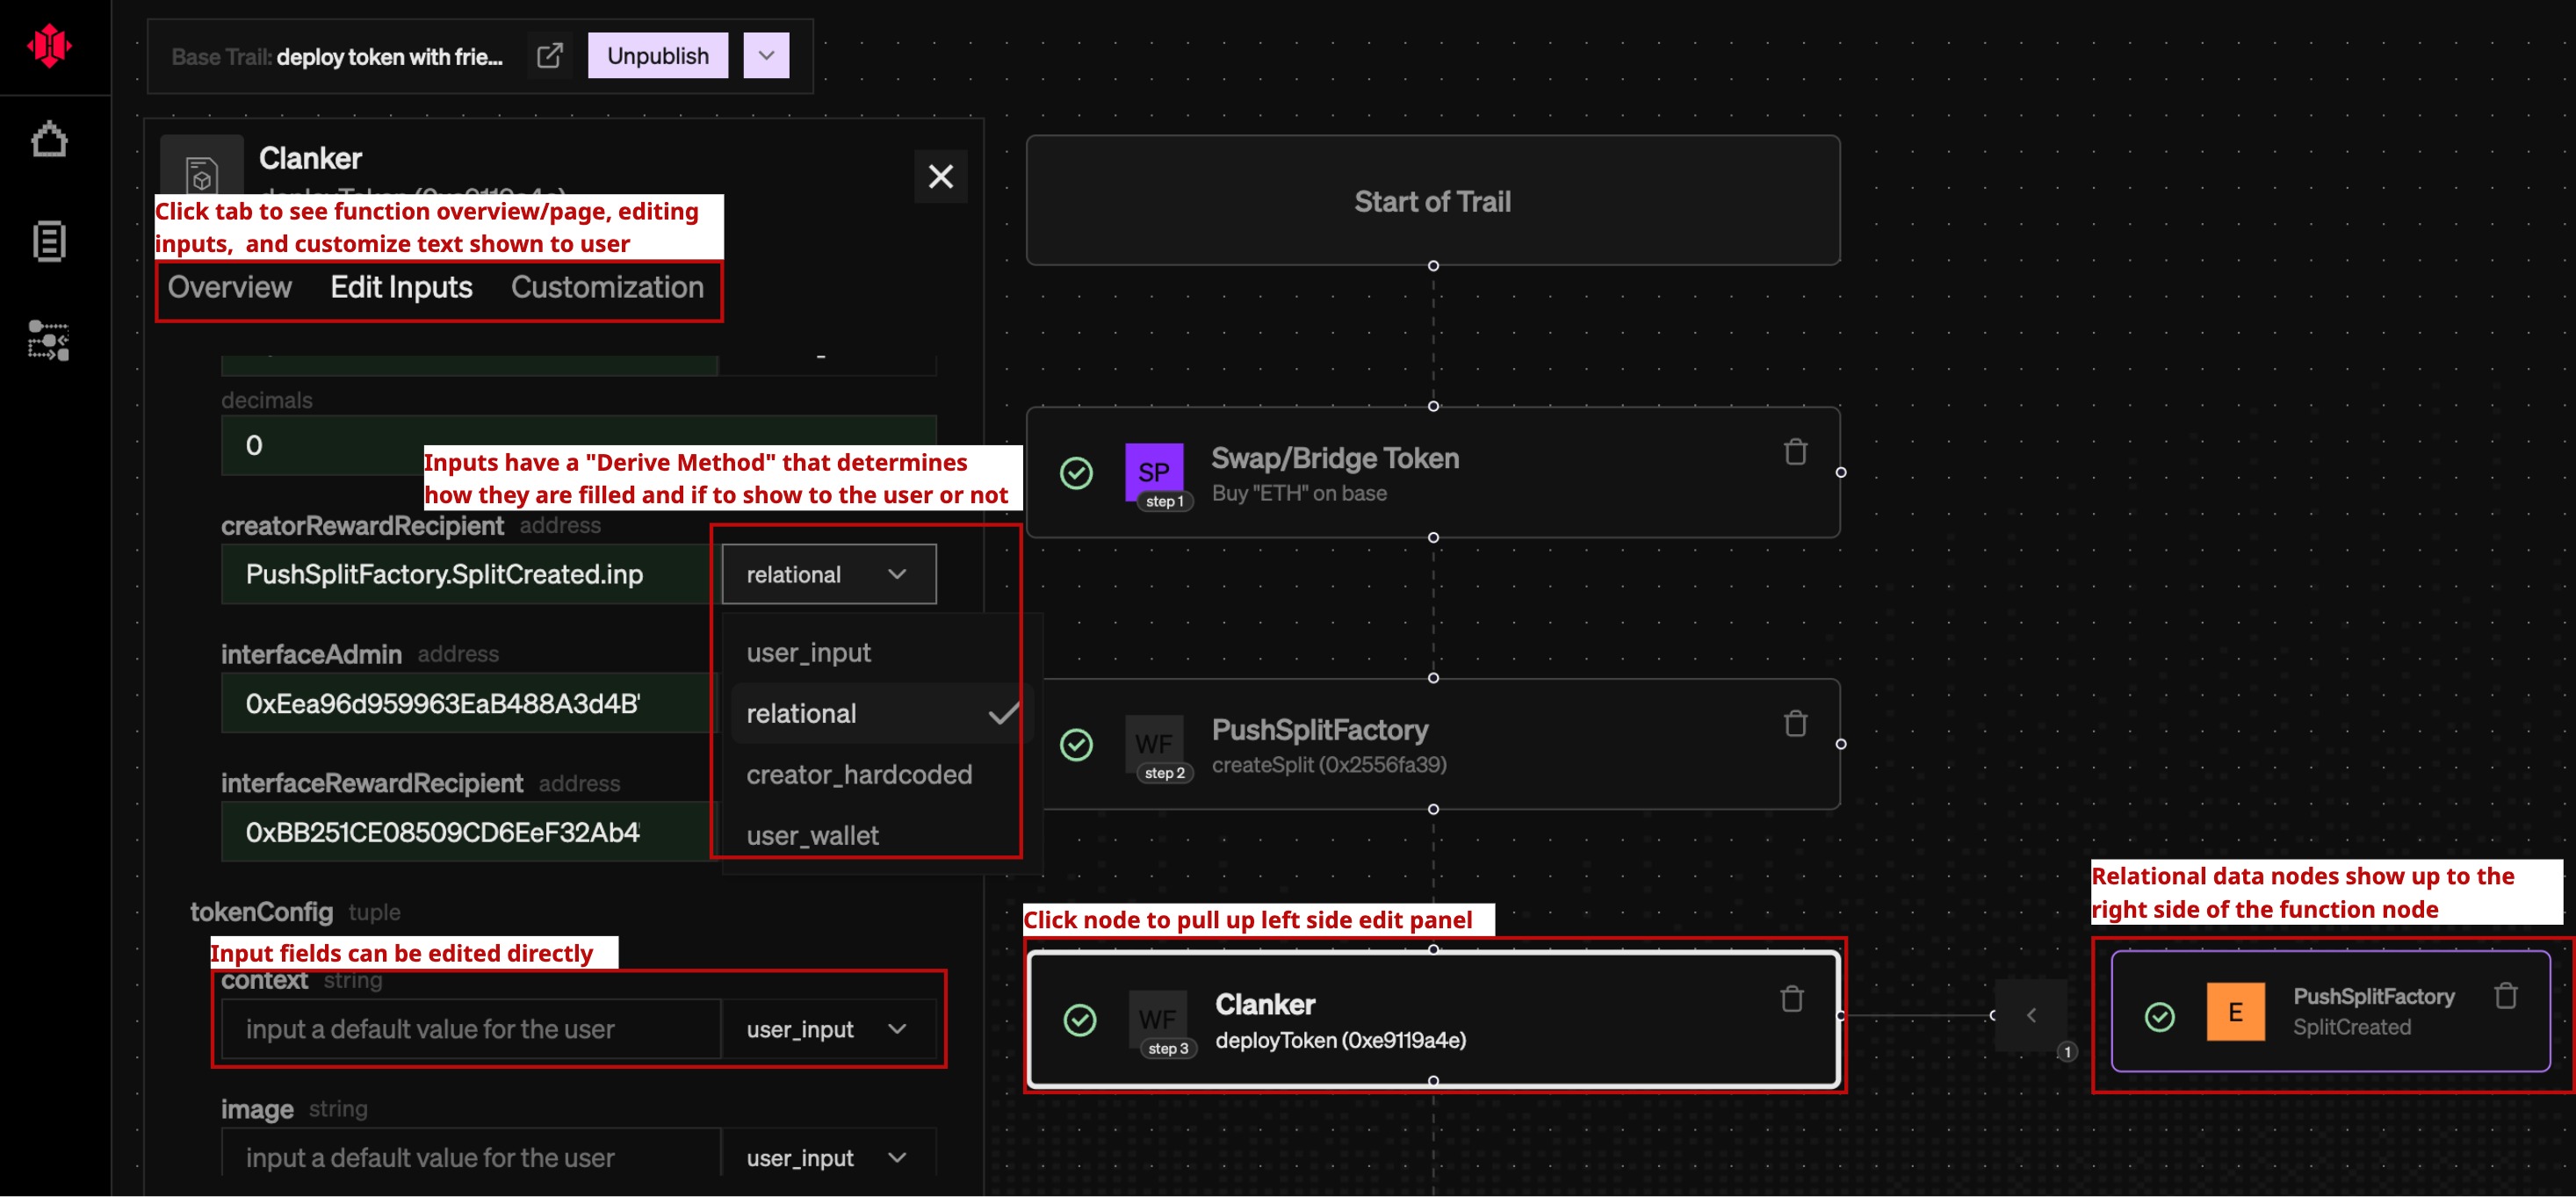 Base Trail: deploy token with frie...
Unpublish
Clanker
deployToken (0xe9119a4e)
Click tab to see function overview/page, editing
inputs, and customize text shown to user
Overview
Edit Inputs
Customization
decimals
0
Inputs have a "Derive Method" that determines
how they are filled and if to show to the user or not
creatorRewardRecipient address
PushSplitFactory.SplitCreated.inp
relational
user_input
relational
creator_hardcoded
user_wallet
interfaceAdmin address
0xEea96d959963EaB488A3d4B
interfaceRewardRecipient address
0xBB251CE08509CD6EeF32Ab4
tokenConfig tuple
Input fields can be edited directly
context string
input a default value for the user
user_input
image string
input a default value for the user
user_input
Start of Trail
SP
step 1
Swap/Bridge Token
Buy "ETH" on base
WF
step 2
PushSplitFactory
createSplit (0x2556fa39)
Click node to pull up left side edit panel
WF
step 3
Clanker
deployToken (0xe9119a4e)
1
Relational data nodes show up to the
right side of the function node
E
PushSplitFactory
SplitCreated